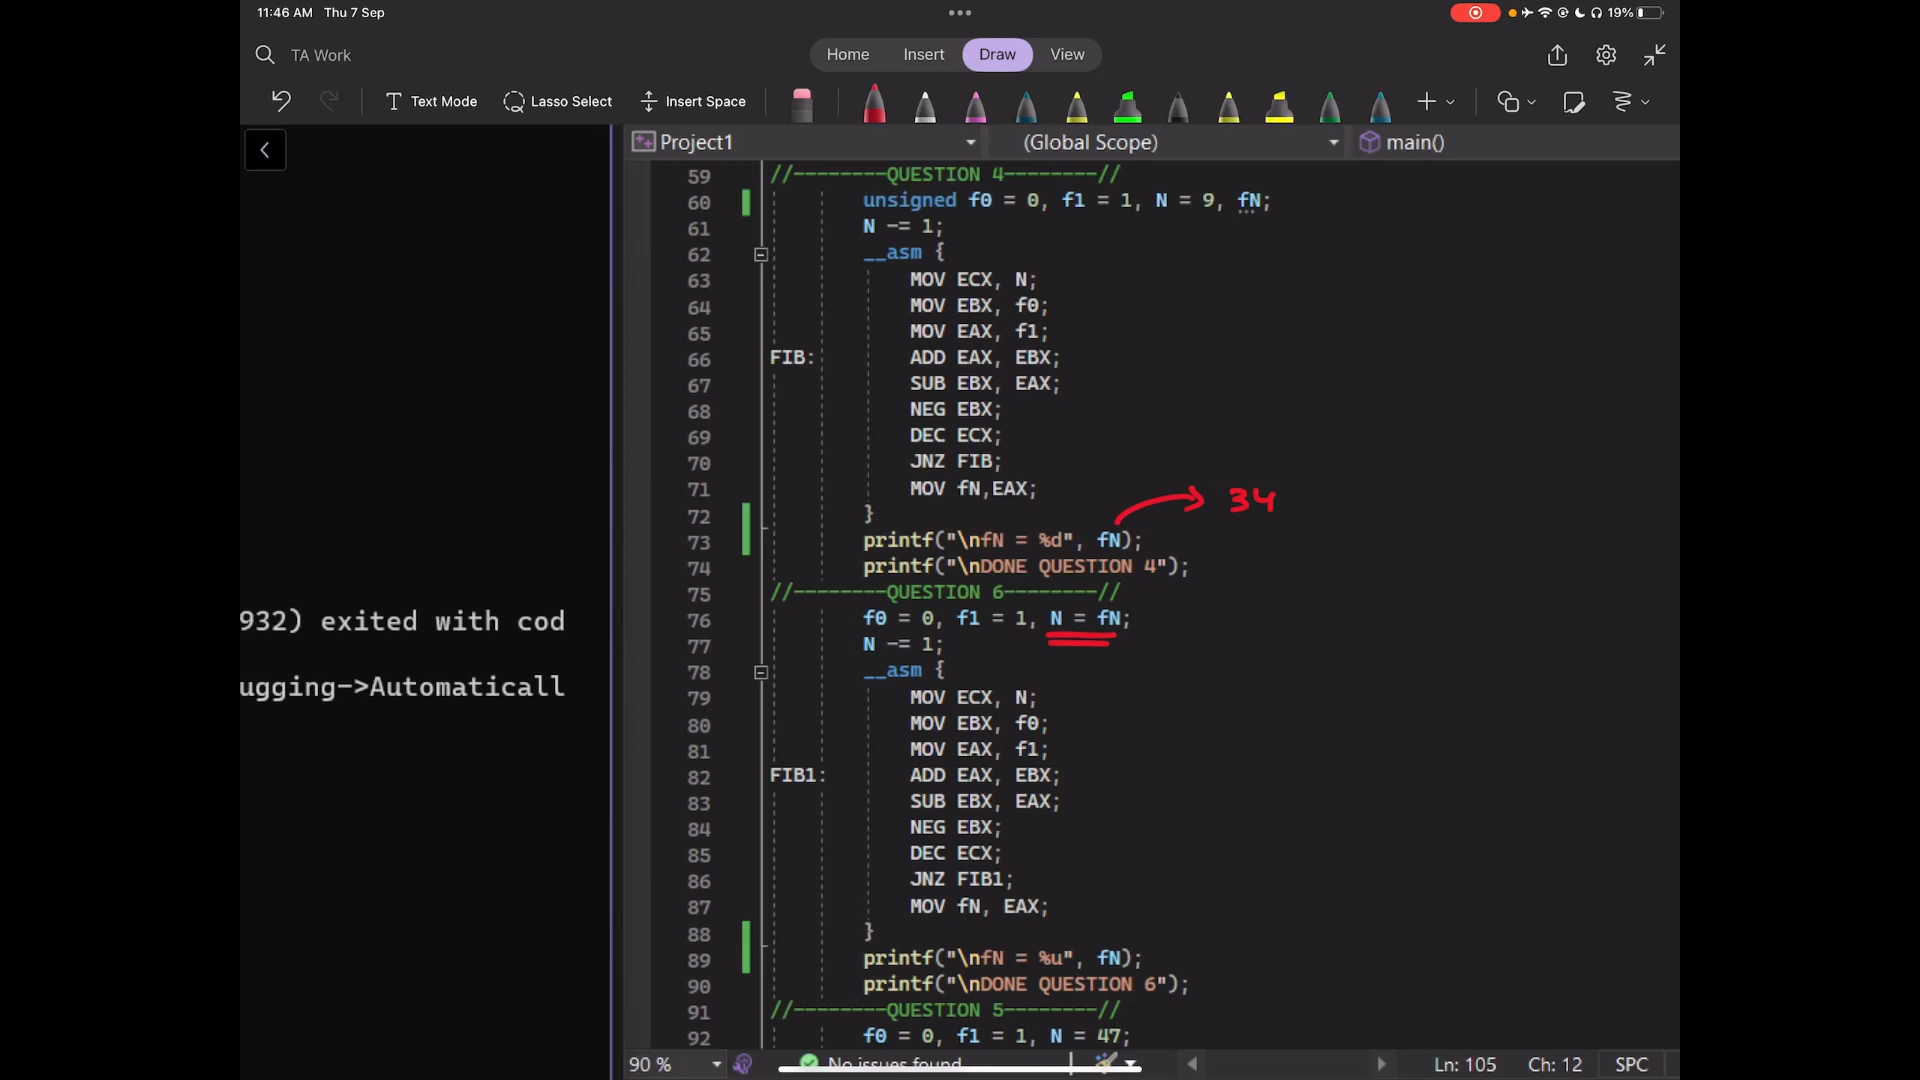 11:46 AM Thu 7 Sep
19%
TA Work
Home Insert Draw View
Text Mode Lasso Select Insert Space
Project1 (Global Scope) main()
932) exited with cod
ugging->Automaticall
59 //--------QUESTION 4--------//
60 unsigned f0 = 0, f1 = 1, N = 9, fN;
61 N -= 1;
62 __asm {
63 MOV ECX, N;
64 MOV EBX, f0;
65 MOV EAX, f1;
66 FIB: ADD EAX, EBX;
67 SUB EBX, EAX;
68 NEG EBX;
69 DEC ECX;
70 JNZ FIB;
71 MOV fN,EAX;
72 }
34
73 printf("\nfN = %d", fN);
74 printf("\nDONE QUESTION 4");
75 //--------QUESTION 6--------//
76 f0 = 0, f1 = 1, N = fN;
77 N -= 1;
78 __asm {
79 MOV ECX, N;
80 MOV EBX, f0;
81 MOV EAX, f1;
82 FIB1: ADD EAX, EBX;
83 SUB EBX, EAX;
84 NEG EBX;
85 DEC ECX;
86 JNZ FIB1;
87 MOV fN, EAX;
88 }
89 printf("\nfN = %u", fN);
90 printf("\nDONE QUESTION 6");
91 //--------QUESTION 5--------//
92 f0 = 0, f1 = 1, N = 47;
90 % No issues found Ln: 105 Ch: 12 SPC